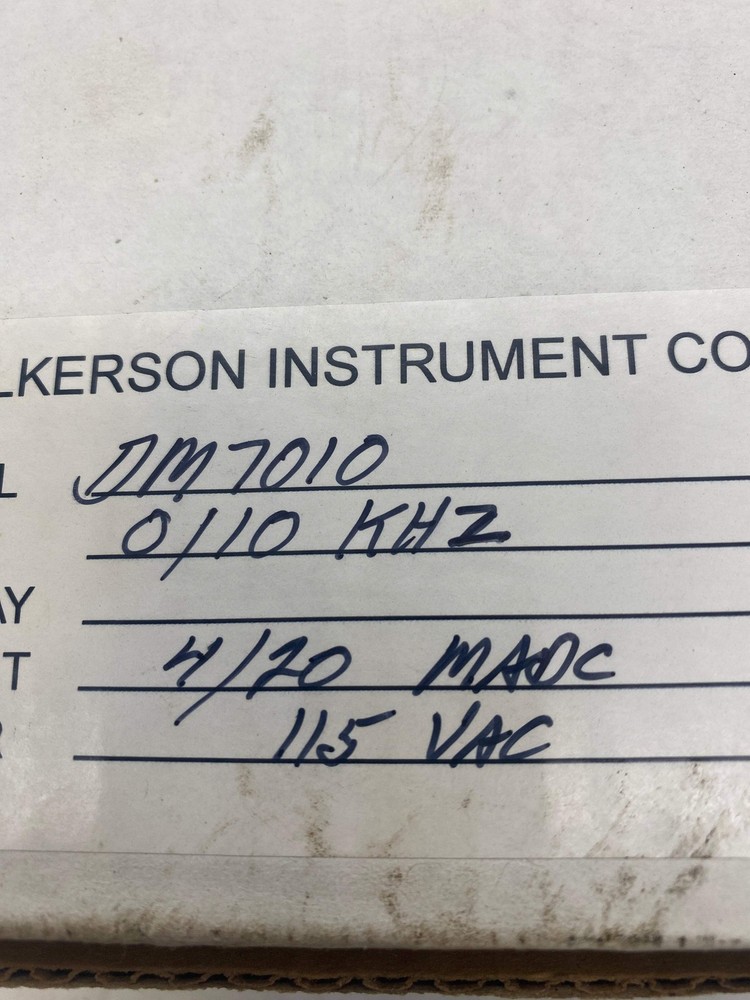 LKERSON INSTRUMENT CO
L DM7010
0/10 KHZ
AY
T 4/20 MADC
R 115 VAC